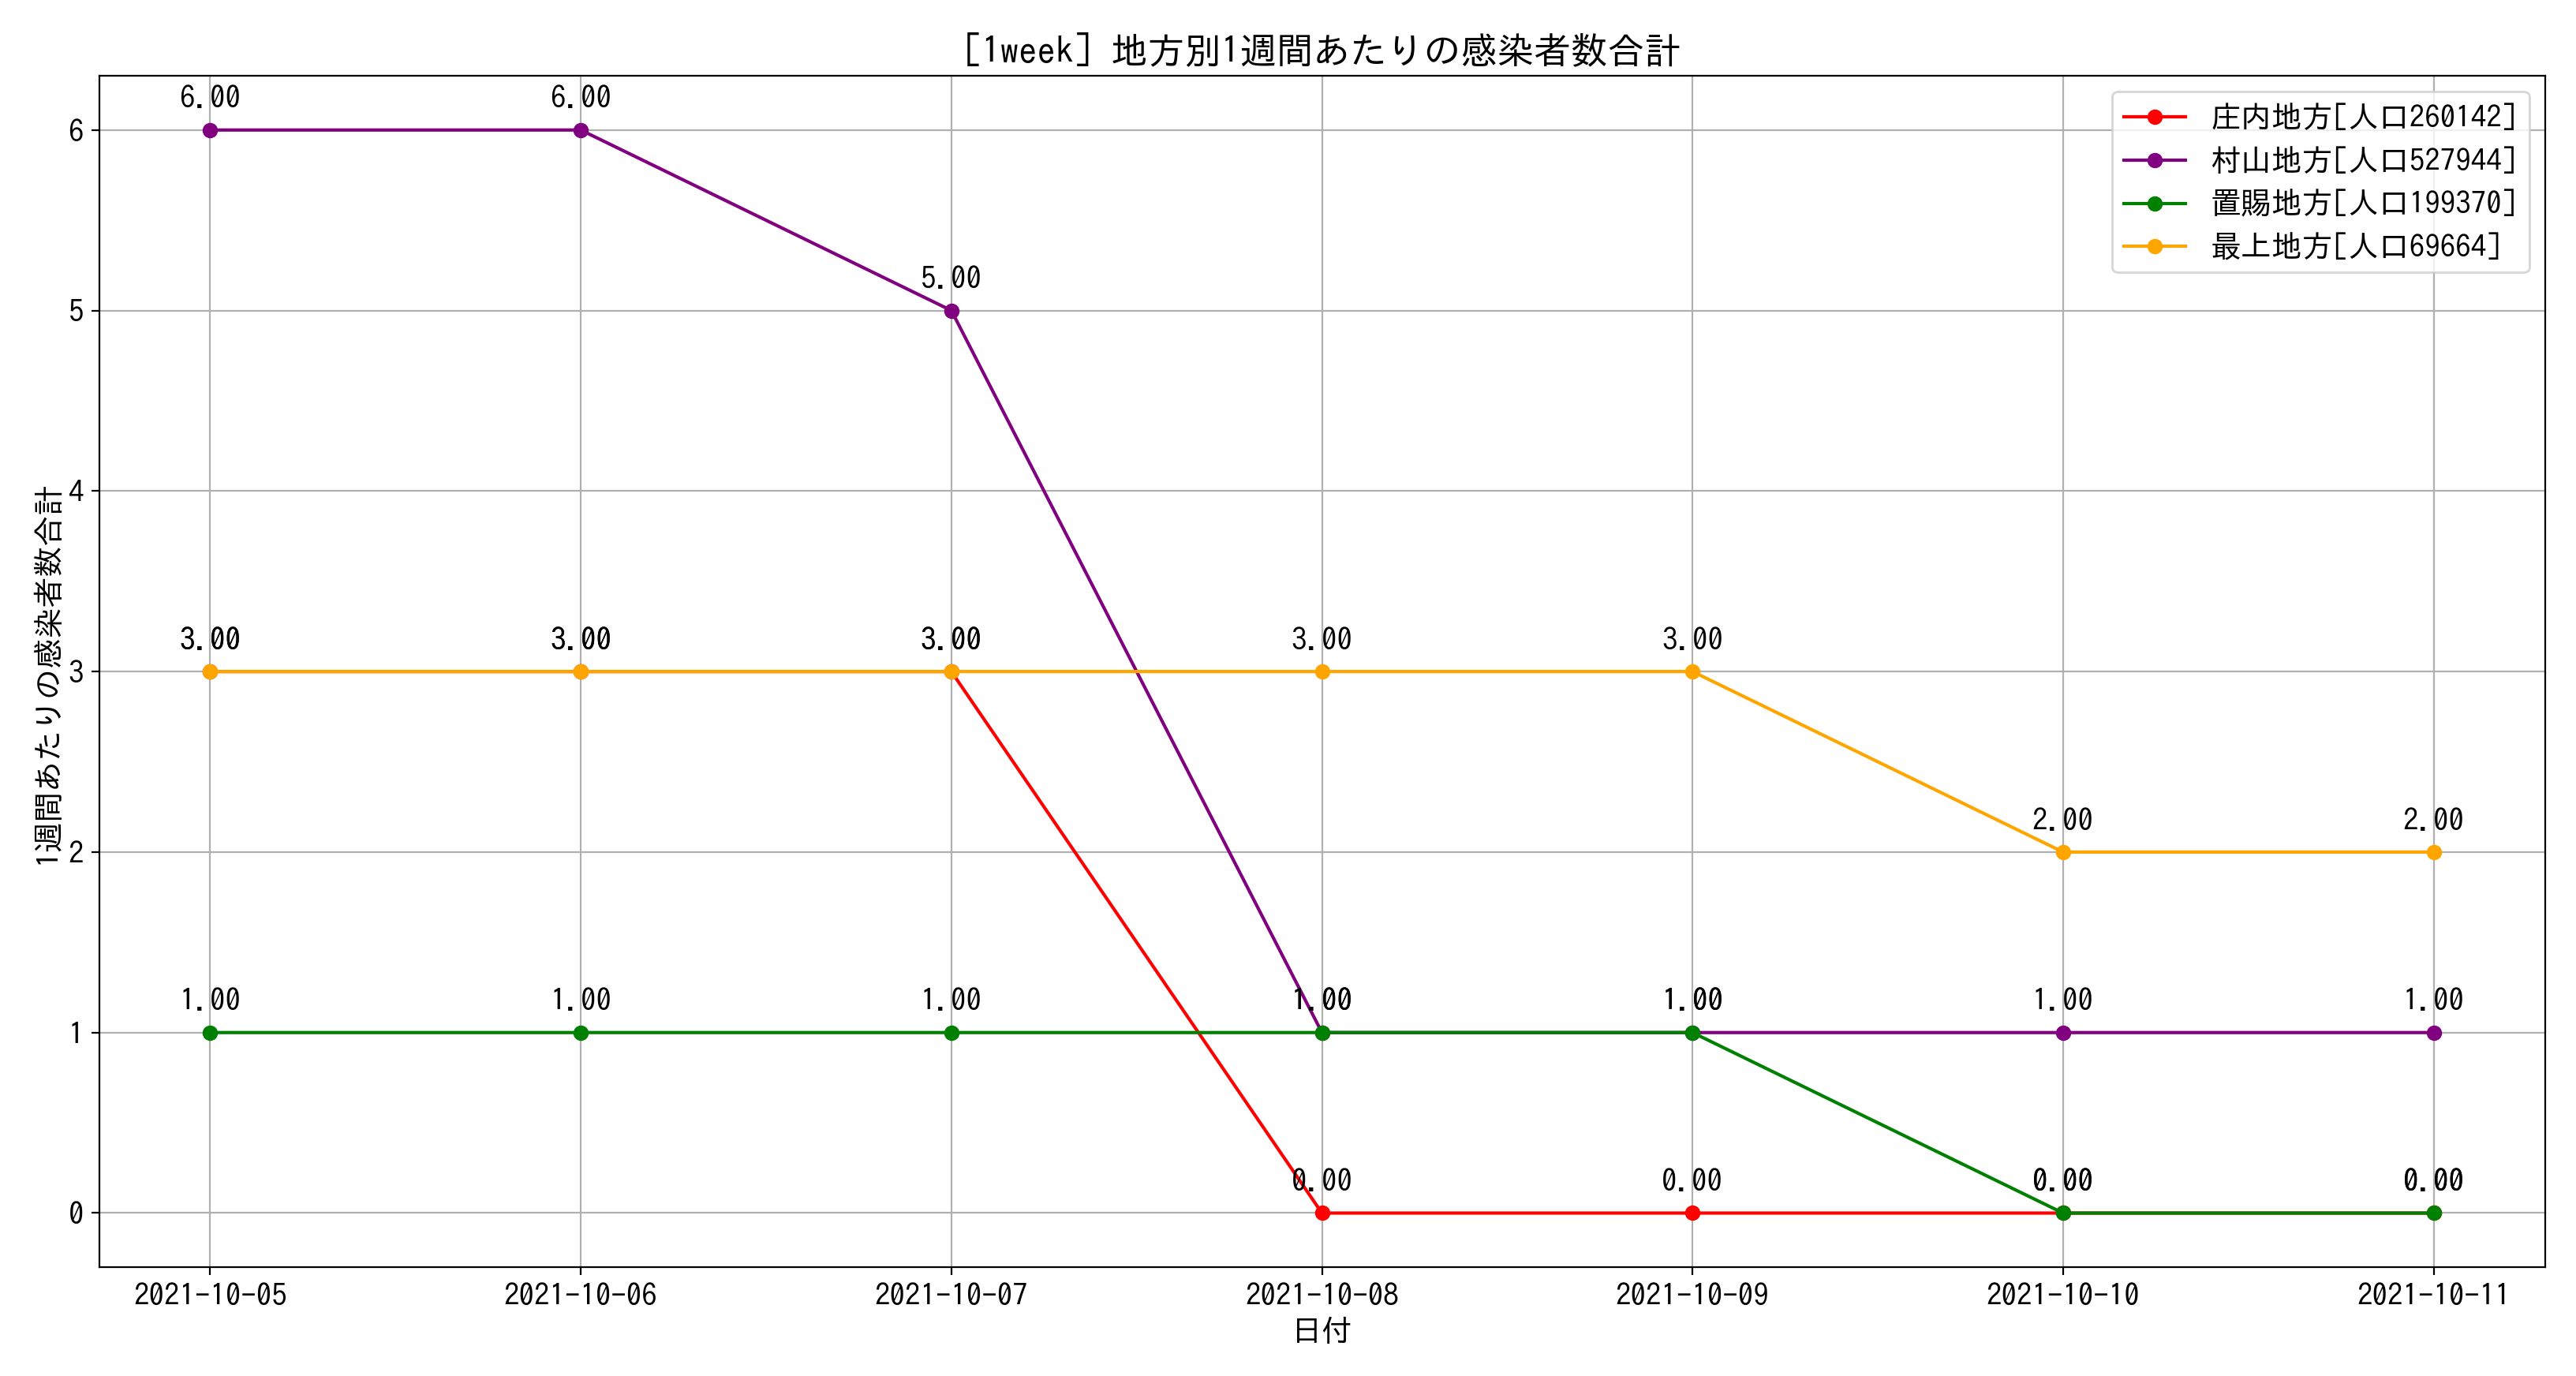 [1week] 地方別1週間あたりの感染者数合計
庄内地方[人口260142]
村山地方[人口527944]
置賜地方[人口199370]
最上地方[人口69664]
1週間あたりの感染者数合計
6
5
4
3
2
1
0
6.00 6.00
5.00
3.00 3.00 3.00 3.00 3.00
2.00 2.00
1.00 1.00 1.00 1.00 1.00 1.00 1.00
0.00 0.00 0.00 0.00
2021-10-05 2021-10-06 2021-10-07 2021-10-08 2021-10-09 2021-10-10 2021-10-11
日付